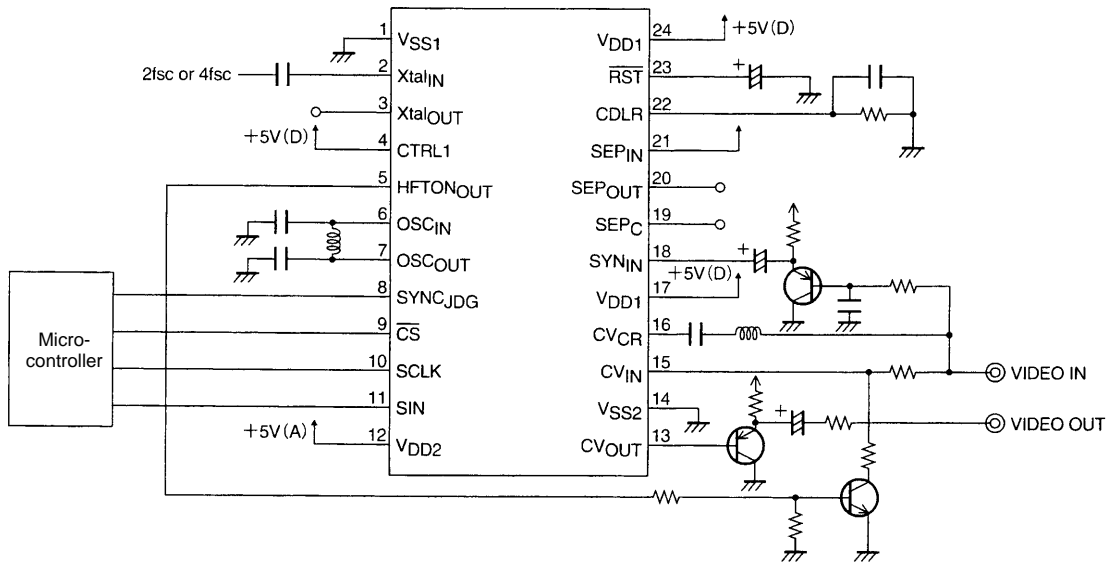 1
VSS1
2fsc or 4fsc
2
XtalIN
3
XtalOUT
+5V(D)
4
CTRL1
5
HFTONOUT
6
OSCIN
7
OSCOUT
8
SYNCJDG
9
CS
10
SCLK
11
SIN
+5V(A)
12
VDD2
Micro-
controller
24
VDD1
+5V(D)
23
RST
+
22
CDLR
21
SEPIN
20
SEPOUT
19
SEPC
18
SYNIN
+
+5V(D)
17
VDD1
16
CVCR
15
CVIN
VIDEO IN
14
VSS2
+
VIDEO OUT
13
CVOUT